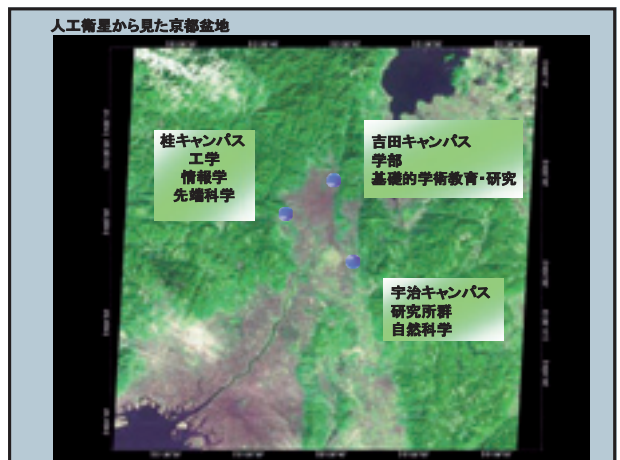 人工衛星から見た京都盆地
桂キャンパス
工学
情報学
先端科学
吉田キャンパス
学部
基礎的学術教育・研究
宇治キャンパス
研究所群
自然科学